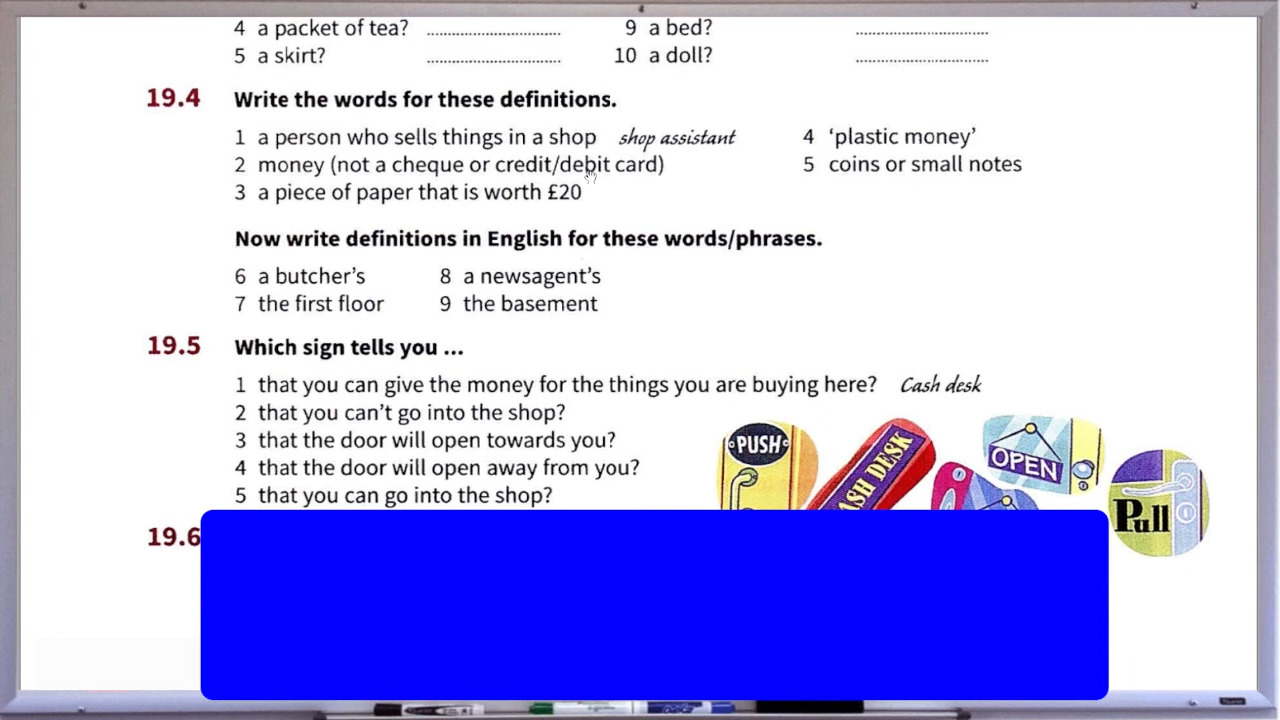 4 a packet of tea? ........................... 9 a bed? ...........................
5 a skirt? ........................... 10 a doll? ...........................
19.4 Write the words for these definitions.
1 a person who sells things in a shop shop assistant 4 ‘plastic money’
2 money (not a cheque or credit/debit card) 5 coins or small notes
3 a piece of paper that is worth £20
Now write definitions in English for these words/phrases.
6 a butcher’s 8 a newsagent’s
7 the first floor 9 the basement
19.5 Which sign tells you ...
1 that you can give the money for the things you are buying here? Cash desk
2 that you can’t go into the shop?
3 that the door will open towards you?
4 that the door will open away from you?
5 that you can go into the shop?
PUSH
ASH DESK
OPEN
Pull
19.6